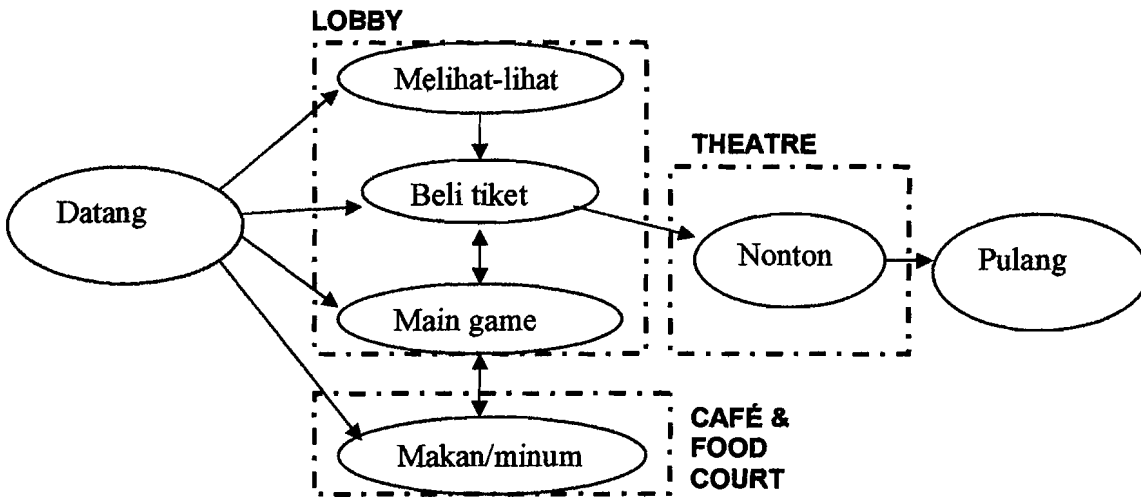 LOBBY
Melihat-lihat
THEATRE
Datang
Beli tiket
Nonton
Pulang
Main game
Makan/minum
CAFÉ &
FOOD
COURT